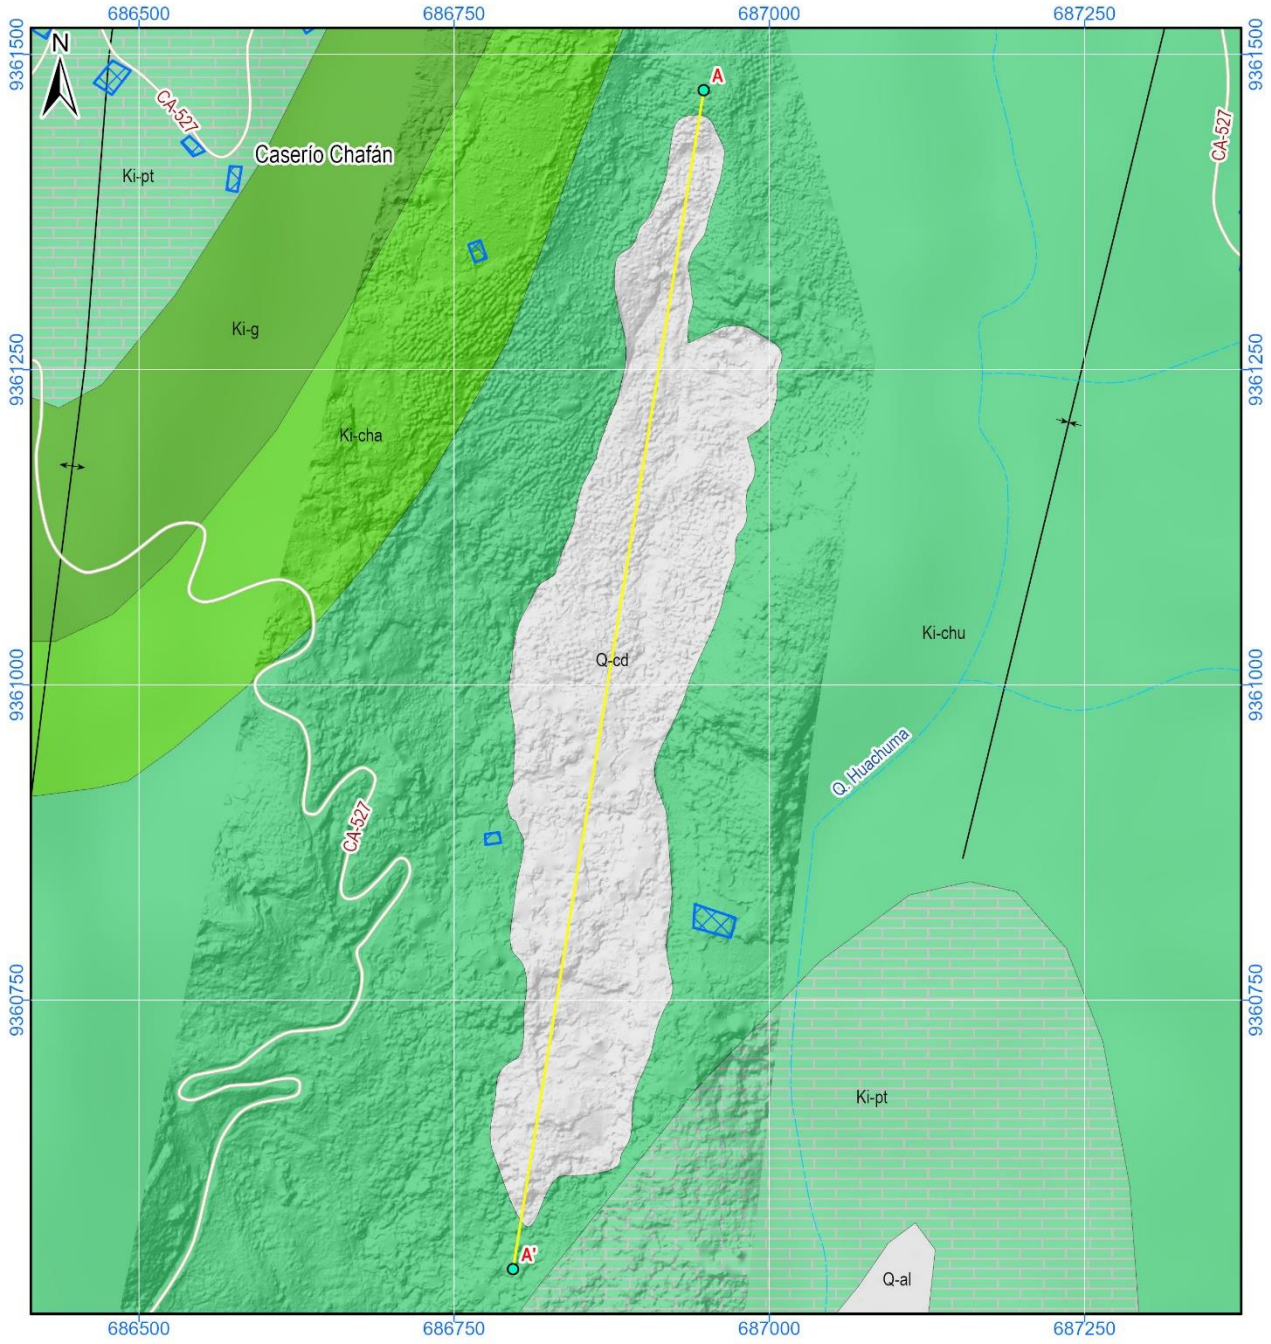 686500
686750
687000
687250
9361500
9361500
N
A
CA-527
CA-527
Caserío Chafán
Ki-pt
Ki-g
9361250
9361250
Ki-cha
Ki-chu
Q-cd
9361000
9361000
Q. Huachuma
CA-527
9360750
9360750
Ki-pt
A'
Q-al
686500
686750
687000
687250